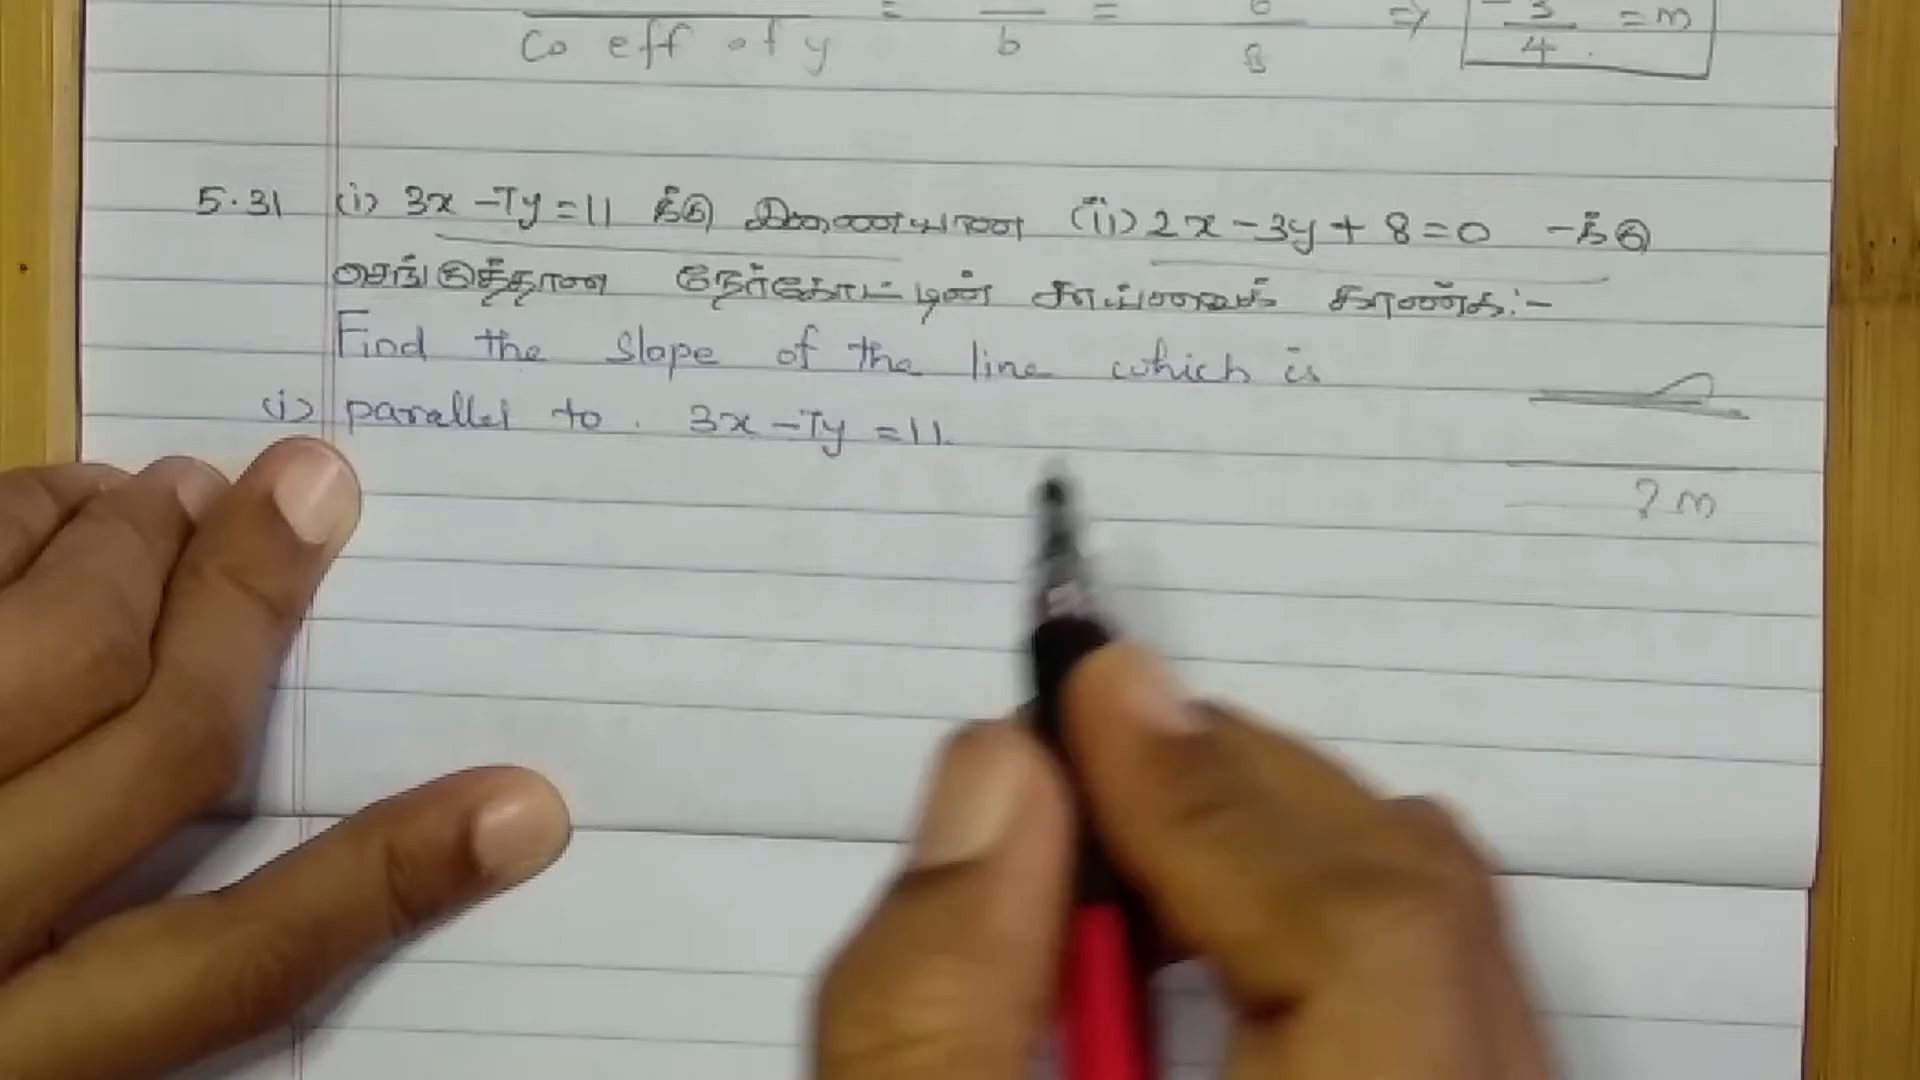 Co eff of y = b = 8 => -3/4 = m
5.31 (i) 3x -7y = 11 க்கு இணையான (ii) 2x - 3y + 8 = 0 -க்கு
செங்குத்தான நேர்கோட்டின் சாய்வைக் காண்க:-
Find the slope of the line which is
(i) parallel to . 3x - 7y = 11.
? m